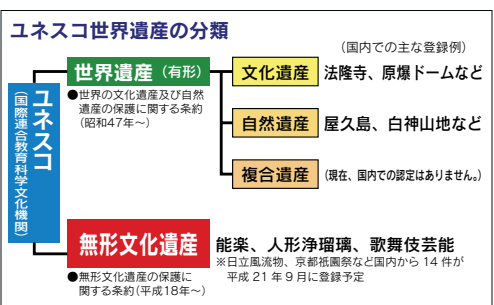 ユネスコ世界遺産の分類
(国内での主な登録例)
ユネスコ
(国際連合教育科学文化機関)
世界遺産(有形)
●世界の文化遺産及び自然
遺産の保護に関する条約
(昭和47年~)
文化遺産 法隆寺、原爆ドームなど
自然遺産 屋久島、白神山地など
複合遺産 (現在、国内での認定はありません。)
無形文化遺産
●無形文化遺産の保護に
関する条約(平成18年~)
能楽、人形浄瑠璃、歌舞伎芸能
※日立風流物、京都祇園祭など国内から 14 件が
平成 21 年 9 月に登録予定